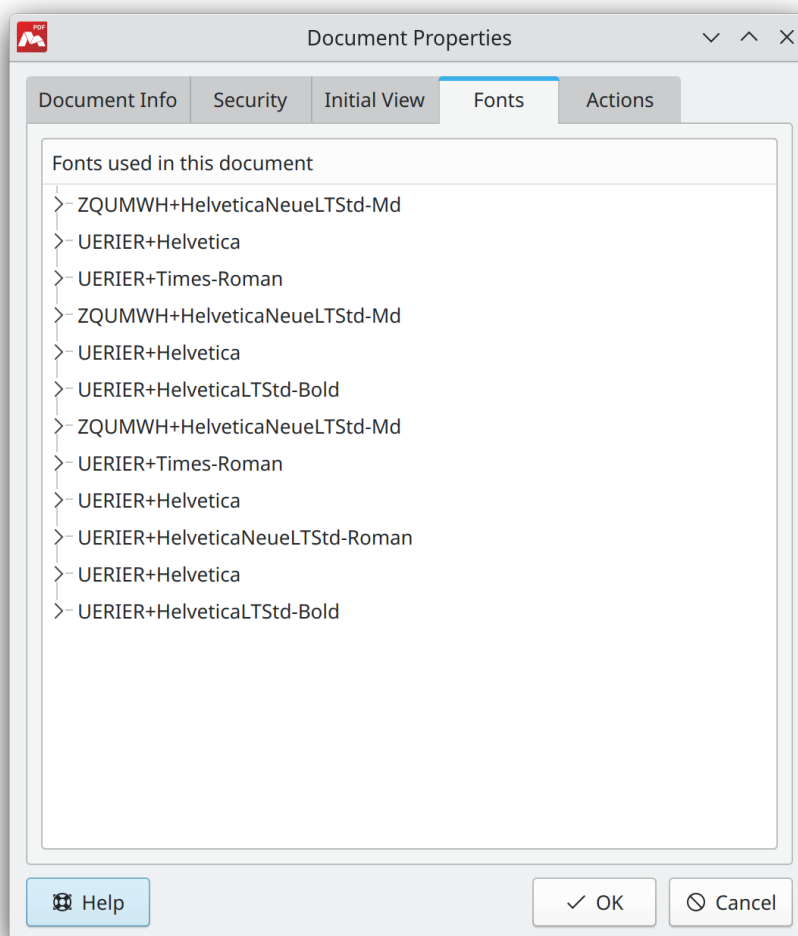 PDF
Document Properties
Document Info Security Initial View Fonts Actions
Fonts used in this document
ZQUMWH+HelveticaNeueLTStd-Md
UERIER+Helvetica
UERIER+Times-Roman
ZQUMWH+HelveticaNeueLTStd-Md
UERIER+Helvetica
UERIER+HelveticaLTStd-Bold
ZQUMWH+HelveticaNeueLTStd-Md
UERIER+Times-Roman
UERIER+Helvetica
UERIER+HelveticaNeueLTStd-Roman
UERIER+Helvetica
UERIER+HelveticaLTStd-Bold
Help OK Cancel